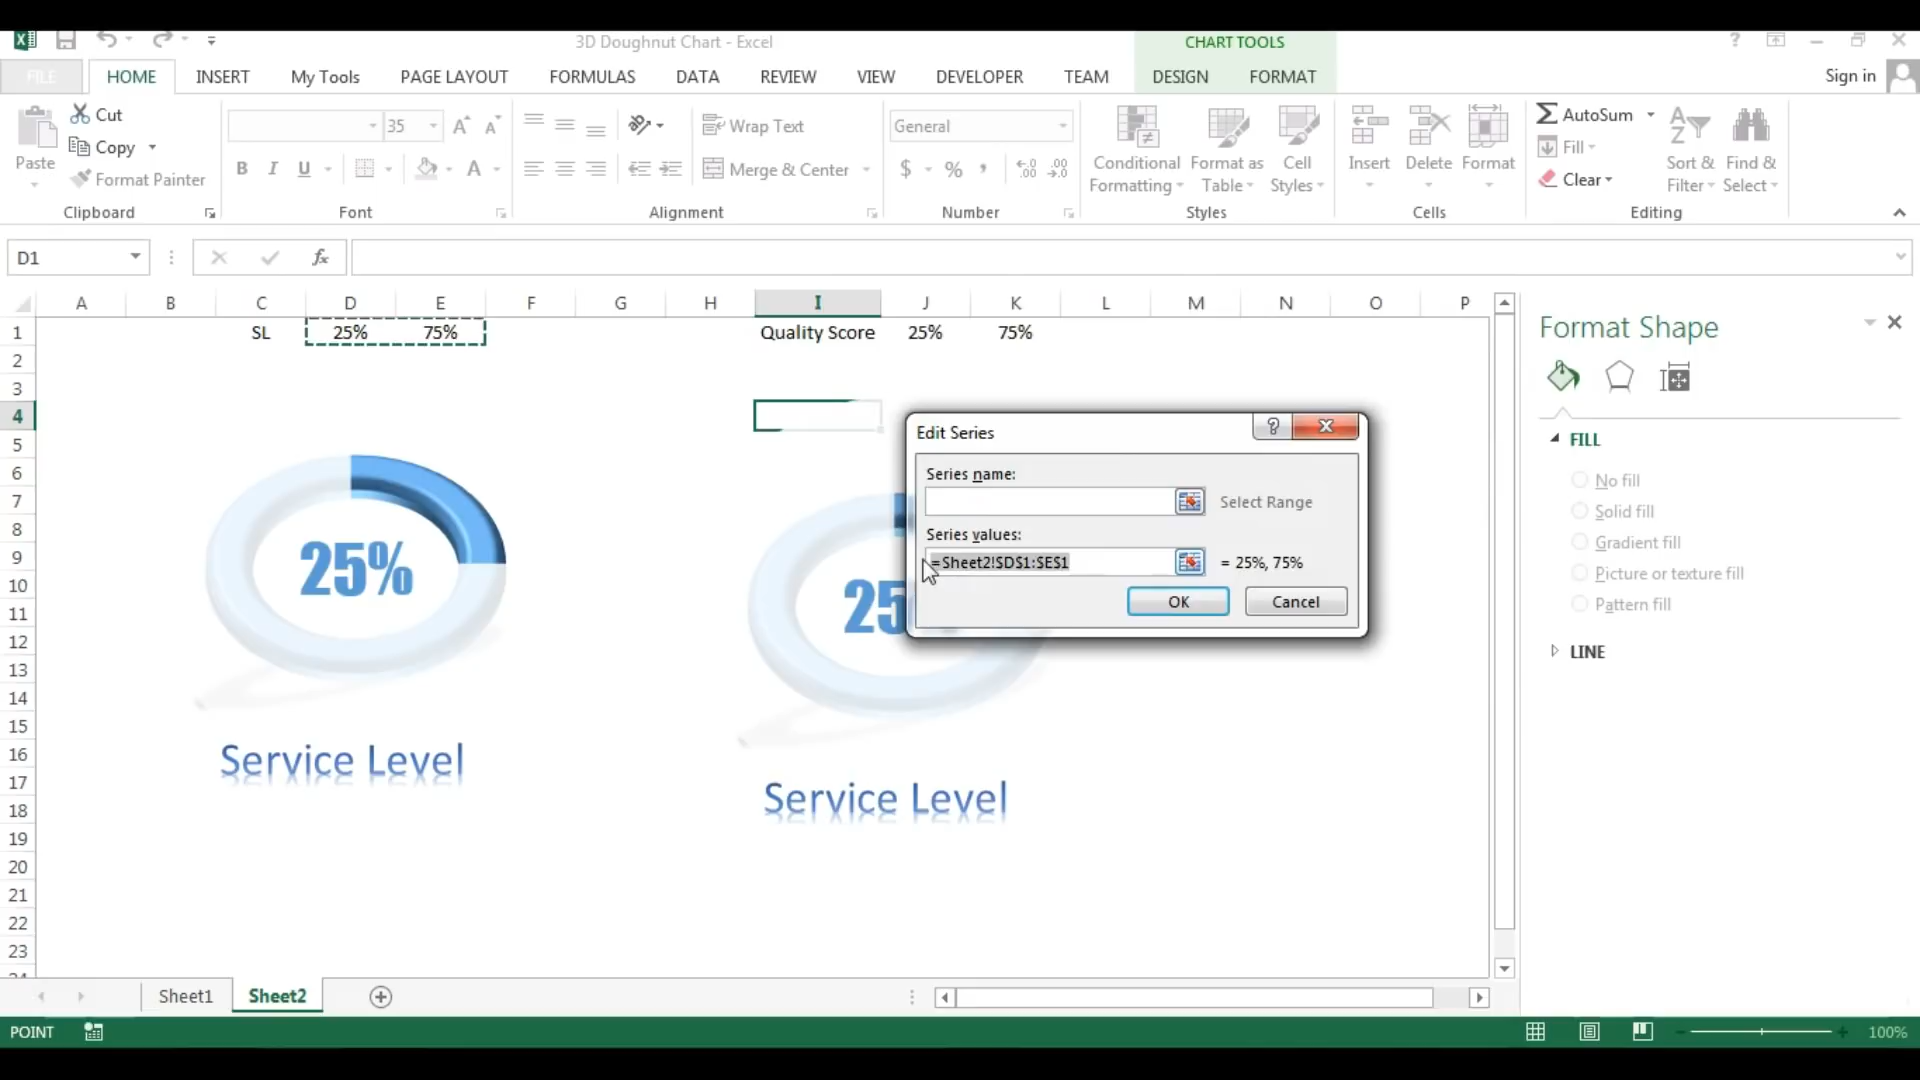 3D Doughnut Chart - Excel
CHART TOOLS
?
FILE
HOME
INSERT
My Tools
PAGE LAYOUT
FORMULAS
DATA
REVIEW
VIEW
DEVELOPER
TEAM
DESIGN
FORMAT
Sign in
Paste
Cut
Copy
Format Painter
Clipboard
35
B I U
Font
Wrap Text
Merge & Center
Alignment
General
$ % ,
Number
Conditional Formatting
Format as Table
Cell Styles
Styles
Insert
Delete
Format
Cells
AutoSum
Fill
Clear
Sort & Filter
Find & Select
Editing
D1
fx
A B C D E F G H I J K L M N O P
1 SL 25% 75% Quality Score 25% 75%
2
3
4
5
6
7
8
9
10
11
12
13
14
15
16
17
18
19
20
21
22
23
25%
Service Level
25
Service Level
Edit Series
?
Series name:
Select Range
Series values:
=Sheet2!$D$1:$E$1
= 25%, 75%
OK
Cancel
Format Shape
FILL
No fill
Solid fill
Gradient fill
Picture or texture fill
Pattern fill
LINE
Sheet1
Sheet2
POINT
100%